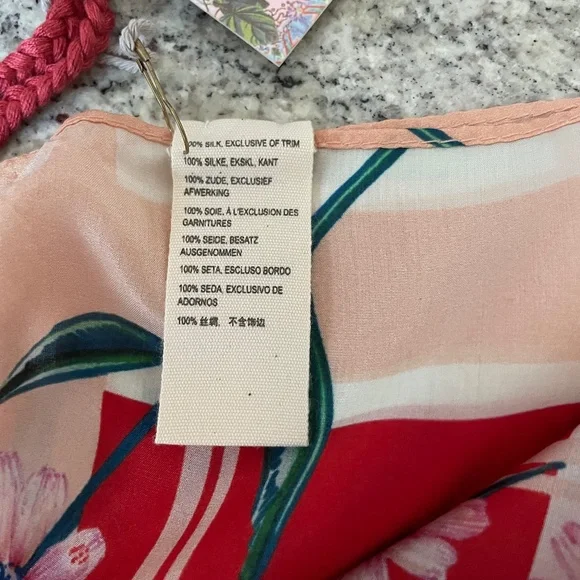 100% SILK, EXCLUSIVE OF TRIM
100% SILKE, EKSKL, KANT
100% ZUDE, EXCLUSIEF
AFWERKING
100% SOIE, À L'EXCLUSION DES
GARNITURES
100% SEIDE, BESATZ
AUSGENOMMEN
100% SETA, ESCLUSO BORDO
100% SEDA, EXCLUSIVO DE
ADORNOS
100% 丝绸, 不含饰边